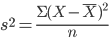 s² = Σ(X − X̅)² / n